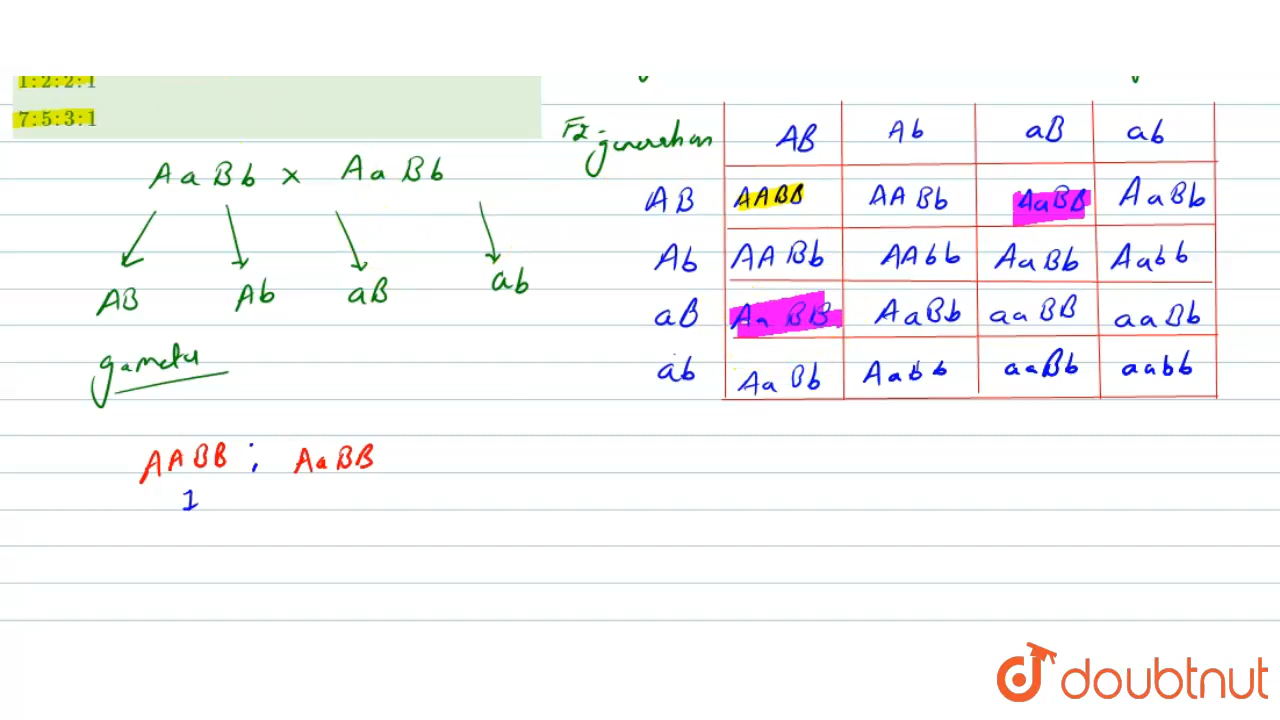 1 : 2 : 2 : 1
7 : 5 : 3 : 1
AaBb × AaBb
AB Ab aB ab
gametes
AABB ; AaBB
1
F2-generation AB Ab aB ab
AB AABB AABb AaBB AaBb
Ab AABb AAbb AaBb Aabb
aB AaBB AaBb aaBB aaBb
ab AaBb Aabb aaBb aabb
doubtnut